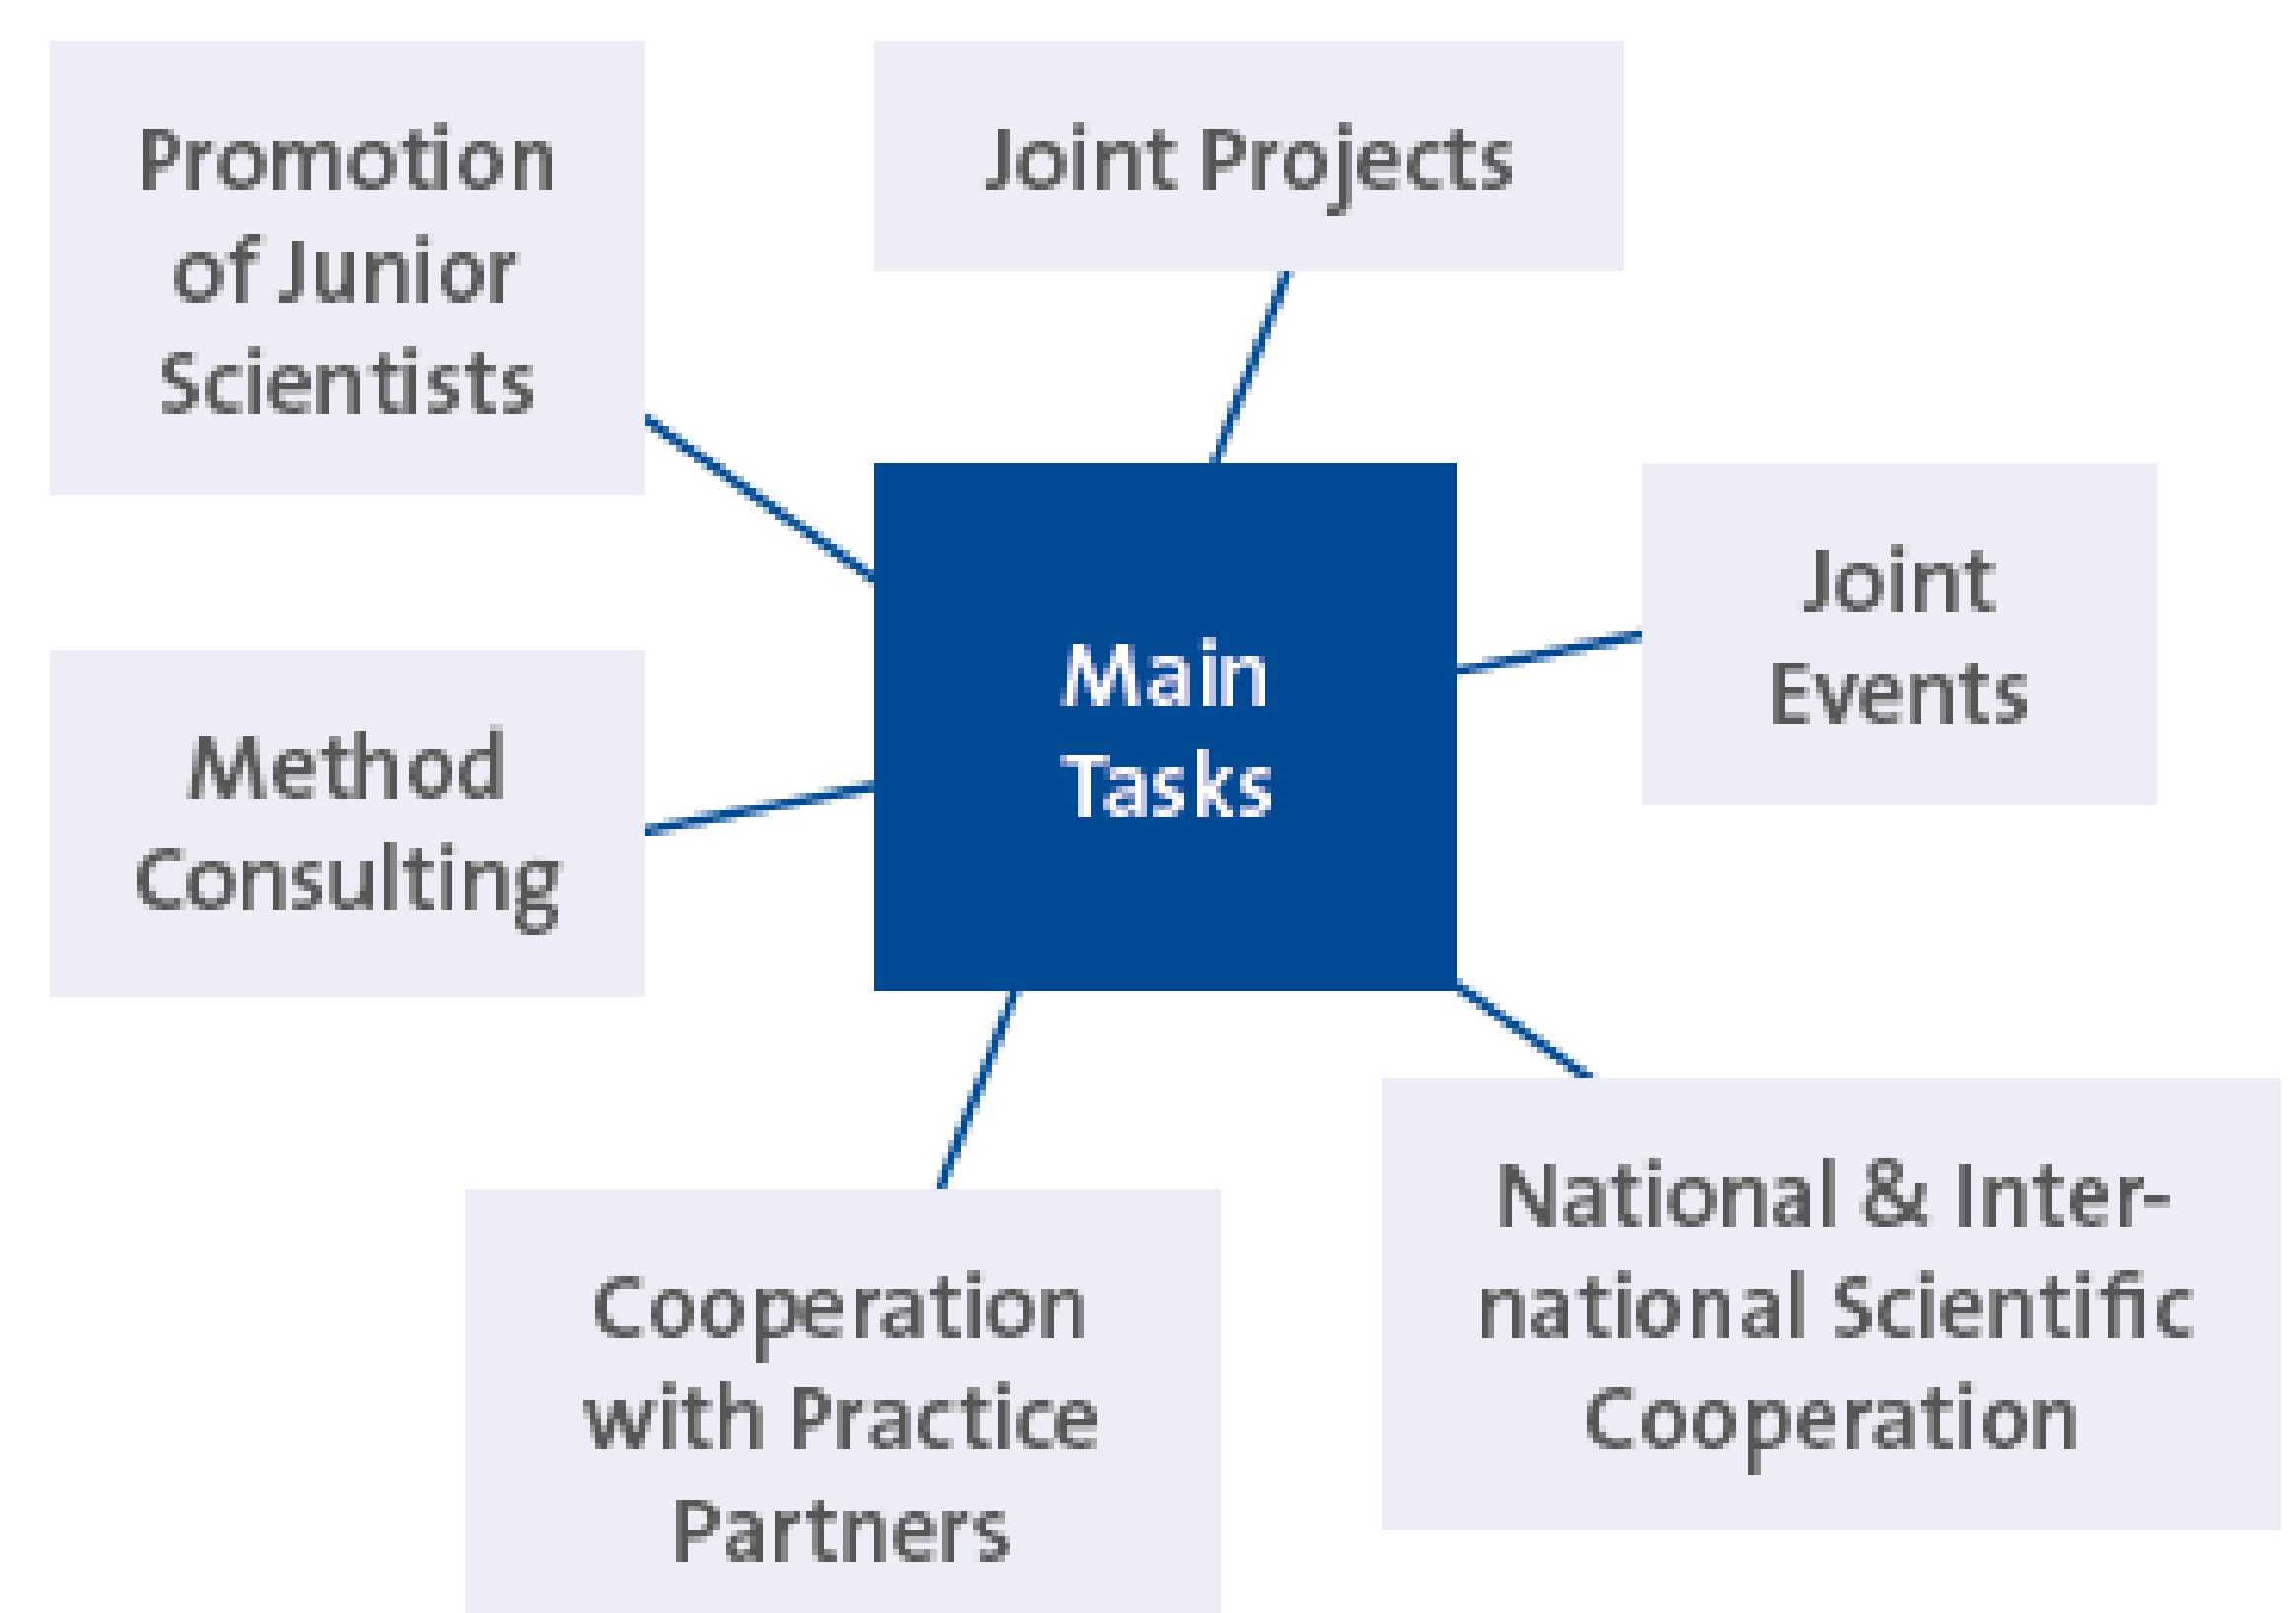 Promotion
of Junior
Scientists
Joint Projects
Joint
Events
Main
Tasks
Method
Consulting
Cooperation
with Practice
Partners
National & Inter-
national Scientific
Cooperation